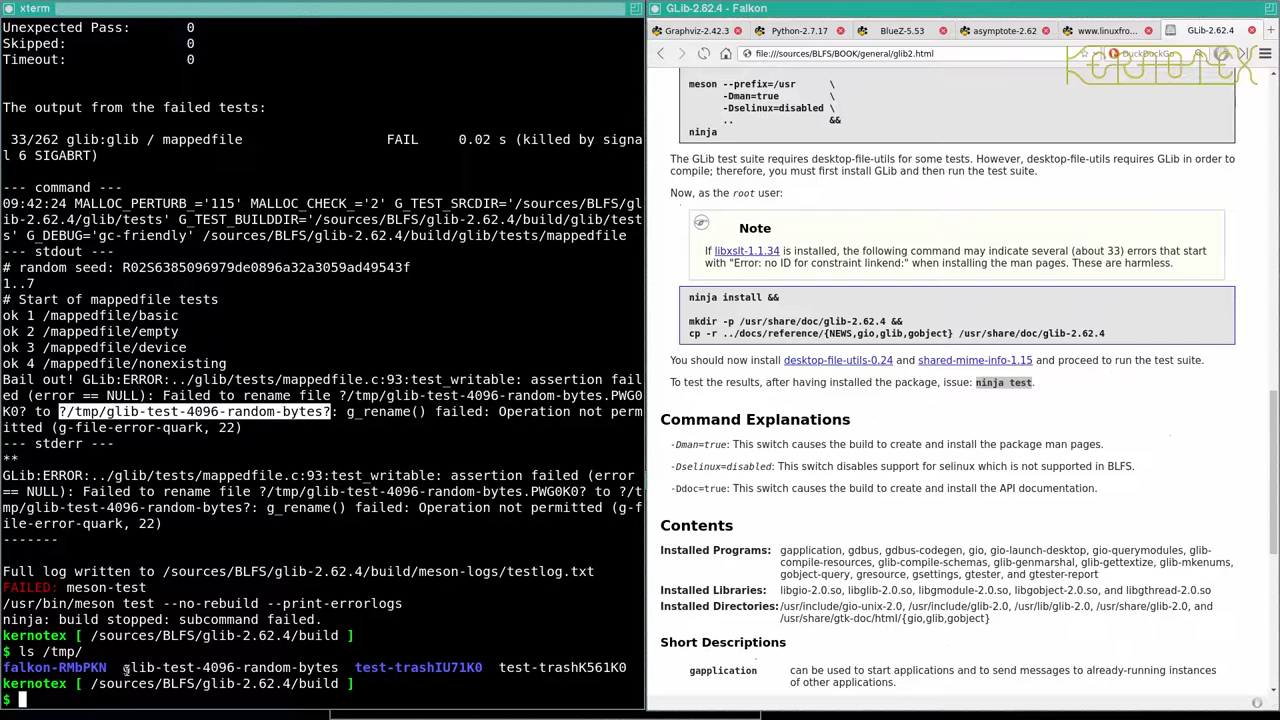 xterm
Unexpected Pass:        0
Skipped:                0
Timeout:                0
The output from the failed tests:
33/262 glib:glib / mappedfile                  FAIL     0.02 s (killed by signa
l 6 SIGABRT)
--- command ---
09:42:24 MALLOC_PERTURB_='115' MALLOC_CHECK_='2' G_TEST_SRCDIR='/sources/BLFS/gl
ib-2.62.4/glib/tests' G_TEST_BUILDDIR='/sources/BLFS/glib-2.62.4/build/glib/test
s' G_DEBUG='gc-friendly' /sources/BLFS/glib-2.62.4/build/glib/tests/mappedfile
--- stdout ---
# random seed: R02S6385096979de0896a32a3059ad49543f
1..7
# Start of mappedfile tests
ok 1 /mappedfile/basic
ok 2 /mappedfile/empty
ok 3 /mappedfile/device
ok 4 /mappedfile/nonexisting
Bail out! GLib:ERROR:../glib/tests/mappedfile.c:93:test_writable: assertion fail
ed (error == NULL): Failed to rename file ?/tmp/glib-test-4096-random-bytes.PWG0
K0? to ?/tmp/glib-test-4096-random-bytes?: g_rename() failed: Operation not perm
itted (g-file-error-quark, 22)
--- stderr ---
**
GLib:ERROR:../glib/tests/mappedfile.c:93:test_writable: assertion failed (error
== NULL): Failed to rename file ?/tmp/glib-test-4096-random-bytes.PWG0K0? to ?/t
mp/glib-test-4096-random-bytes?: g_rename() failed: Operation not permitted (g-f
ile-error-quark, 22)
-------
Full log written to /sources/BLFS/glib-2.62.4/build/meson-logs/testlog.txt
FAILED: meson-test
/usr/bin/meson test --no-rebuild --print-errorlogs
ninja: build stopped: subcommand failed.
kernotex [ /sources/BLFS/glib-2.62.4/build ]
$ ls /tmp/
falkon-RMbPKN  glib-test-4096-random-bytes  test-trashIU71K0  test-trashK561K0
kernotex [ /sources/BLFS/glib-2.62.4/build ]
$
GLib-2.62.4 - Falkon
Graphviz-2.42.3
Python-2.7.17
BlueZ-5.53
asymptote-2.62
www.linuxfro
GLib-2.62.4
file:///sources/BLFS/BOOK/general/glib2.html
DuckDuckGo
KERNOTEX
meson --prefix=/usr      \
-Dman=true         \
-Dselinux=disabled \
..                 &&
ninja
The GLib test suite requires desktop-file-utils for some tests. However, desktop-file-utils requires GLib in order to
compile; therefore, you must first install GLib and then run the test suite.
Now, as the root user:
Note
If libxslt-1.1.34 is installed, the following command may indicate several (about 33) errors that start
with "Error: no ID for constraint linkend:" when installing the man pages. These are harmless.
ninja install &&
mkdir -p /usr/share/doc/glib-2.62.4 &&
cp -r ../docs/reference/{NEWS,gio,glib,gobject} /usr/share/doc/glib-2.62.4
You should now install desktop-file-utils-0.24 and shared-mime-info-1.15 and proceed to run the test suite.
To test the results, after having installed the package, issue: ninja test.
Command Explanations
-Dman=true: This switch causes the build to create and install the package man pages.
-Dselinux=disabled: This switch disables support for selinux which is not supported in BLFS.
-Ddoc=true: This switch causes the build to create and install the API documentation.
Contents
Installed Programs: gapplication, gdbus, gdbus-codegen, gio, gio-launch-desktop, gio-querymodules, glib-
compile-resources, glib-compile-schemas, glib-genmarshal, glib-gettextize, glib-mkenums,
gobject-query, gresource, gsettings, gtester, and gtester-report
Installed Libraries: libgio-2.0.so, libglib-2.0.so, libgmodule-2.0.so, libgobject-2.0.so, and libgthread-2.0.so
Installed Directories: /usr/include/gio-unix-2.0, /usr/include/glib-2.0, /usr/lib/glib-2.0, /usr/share/glib-2.0, and
/usr/share/gtk-doc/html/{gio,glib,gobject}
Short Descriptions
gapplication can be used to start applications and to send messages to already-running instances
of other applications.